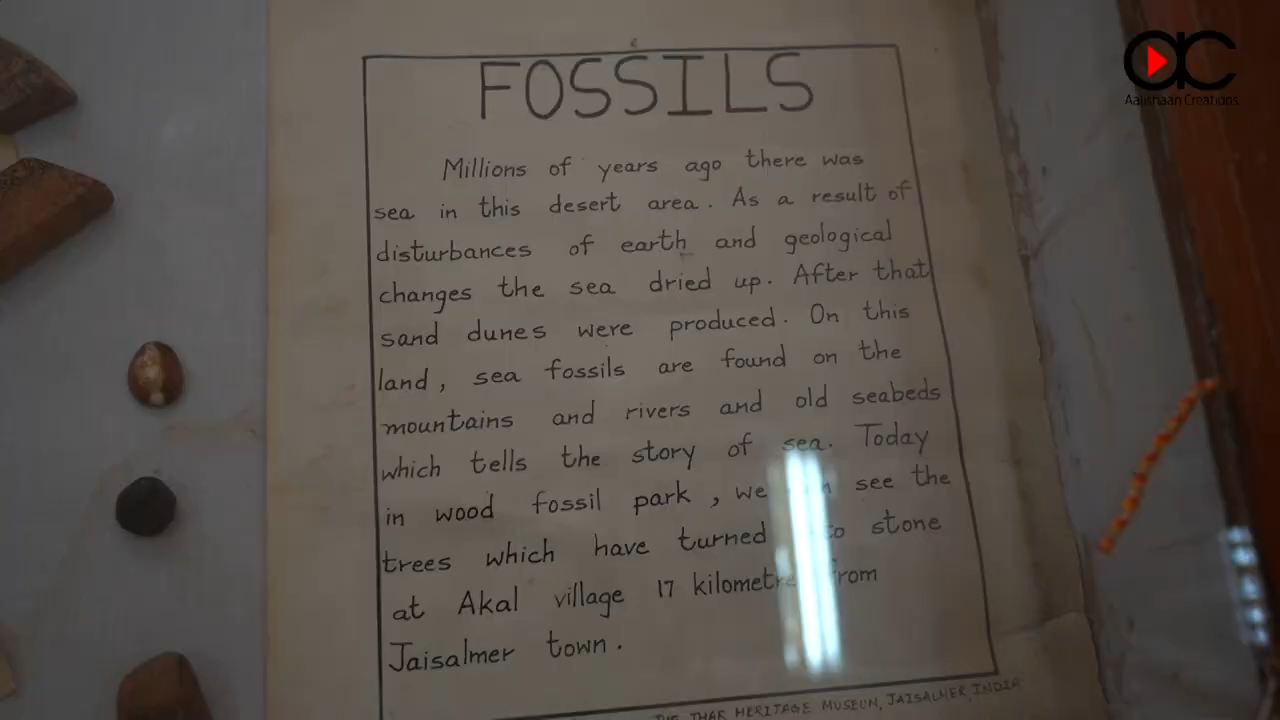 FOSSILS
Millions of years ago there was
sea in this desert area. As a result of
disturbances of earth and geological
changes the sea dried up. After that
sand dunes were produced. On this
land, sea fossils are found on the
mountains and rivers and old seabeds
which tells the story of sea. Today
in wood fossil park, we see the
trees which have turned stone
at Akal village 17 from
Jaisalmer town.
THAR HERITAGE MUSEUM, JAISALMER, INDIA
ac
Aalishaan Creations